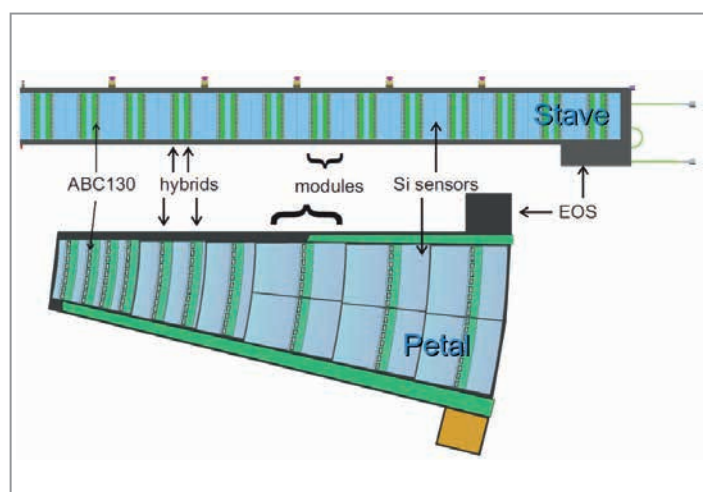 Stave
ABC130
hybrids
modules
Si sensors
EOS
Petal